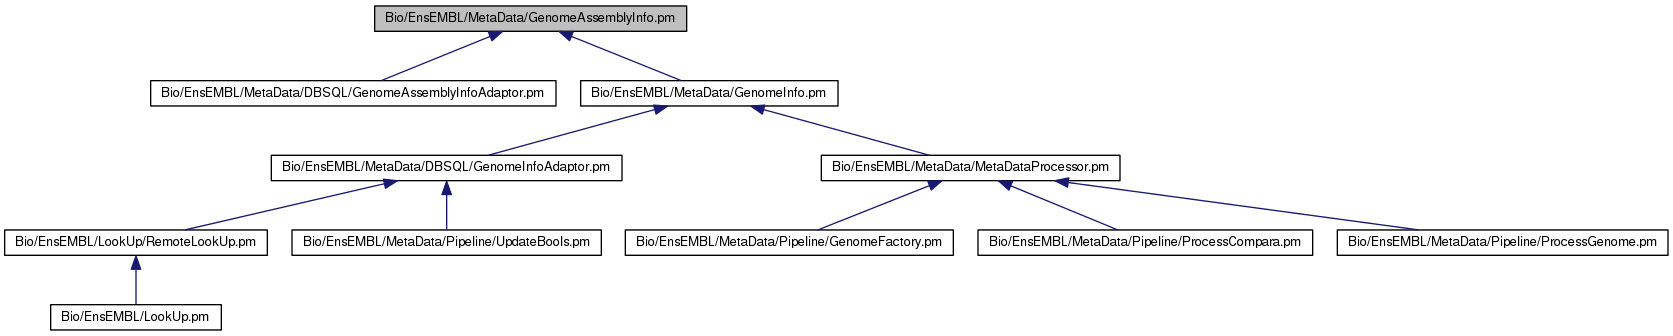 Bio/EnsEMBL/MetaData/GenomeAssemblyInfo.pm
Bio/EnsEMBL/MetaData/DBSQL/GenomeAssemblyInfoAdaptor.pm
Bio/EnsEMBL/MetaData/GenomeInfo.pm
Bio/EnsEMBL/MetaData/DBSQL/GenomeInfoAdaptor.pm
Bio/EnsEMBL/MetaData/MetaDataProcessor.pm
Bio/EnsEMBL/LookUp/RemoteLookUp.pm
Bio/EnsEMBL/MetaData/Pipeline/UpdateBools.pm
Bio/EnsEMBL/MetaData/Pipeline/GenomeFactory.pm
Bio/EnsEMBL/MetaData/Pipeline/ProcessCompara.pm
Bio/EnsEMBL/MetaData/Pipeline/ProcessGenome.pm
Bio/EnsEMBL/LookUp.pm